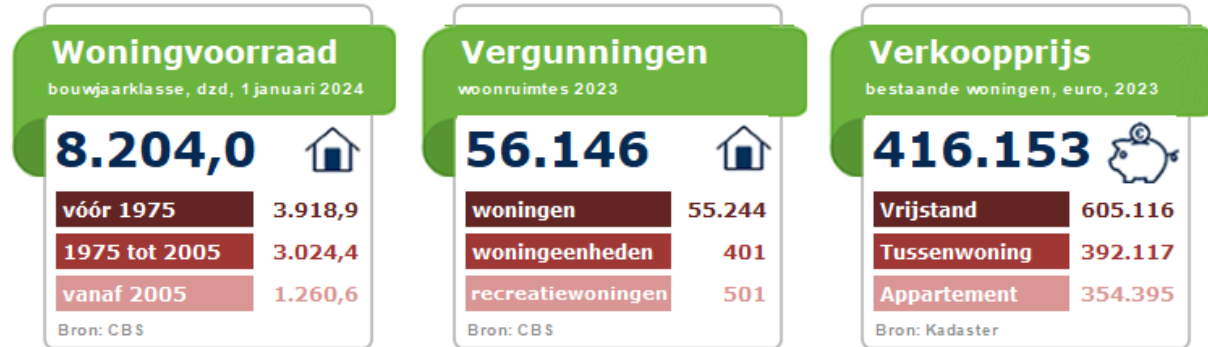 Woningvoorraad
bouwjaarklasse, dzd, 1 januari 2024
8.204,0
vóór 1975 3.918,9
1975 tot 2005 3.024,4
vanaf 2005 1.260,6
Bron: CBS
Vergunningen
woonruimtes 2023
56.146
woningen 55.244
woningeenheden 401
recreatiewoningen 501
Bron: CBS
Verkoopprijs
bestaande woningen, euro, 2023
416.153
Vrijstand 605.116
Tussenwoning 392.117
Appartement 354.395
Bron: Kadaster